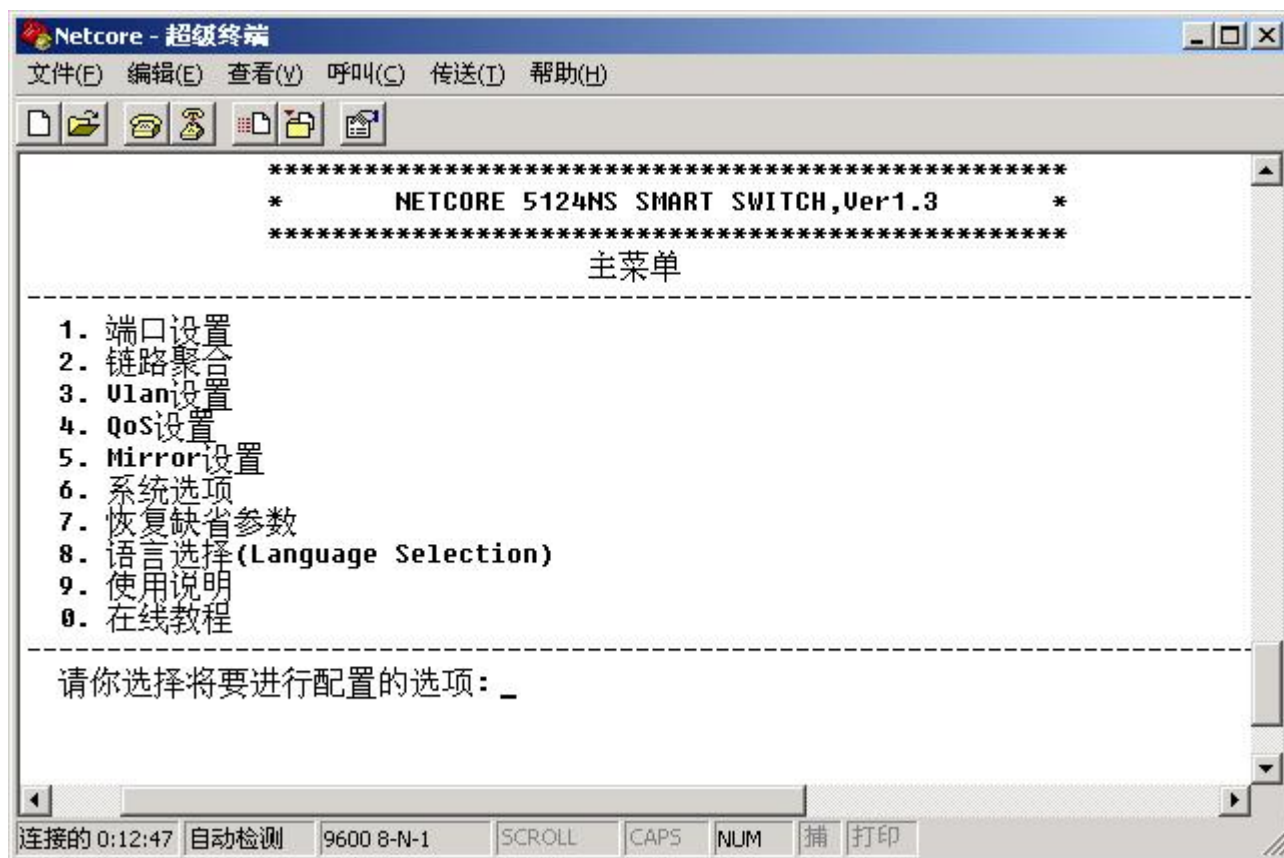 Netcore - 超级终端
文件(F) 编辑(E) 查看(V) 呼叫(C) 传送(T) 帮助(H)
**************************************************
* NETCORE 5124NS SMART SWITCH,Ver1.3 *
**************************************************
主菜单
--------------------------------------------------------------------------------
1. 端口设置
2. 链路聚合
3. Vlan设置
4. QoS设置
5. Mirror设置
6. 系统选项
7. 恢复缺省参数
8. 语言选择(Language Selection)
9. 使用说明
0. 在线教程
--------------------------------------------------------------------------------
请你选择将要进行配置的选项: _
连接的 0:12:47 自动检测 9600 8-N-1 SCROLL CAPS NUM 捕 打印